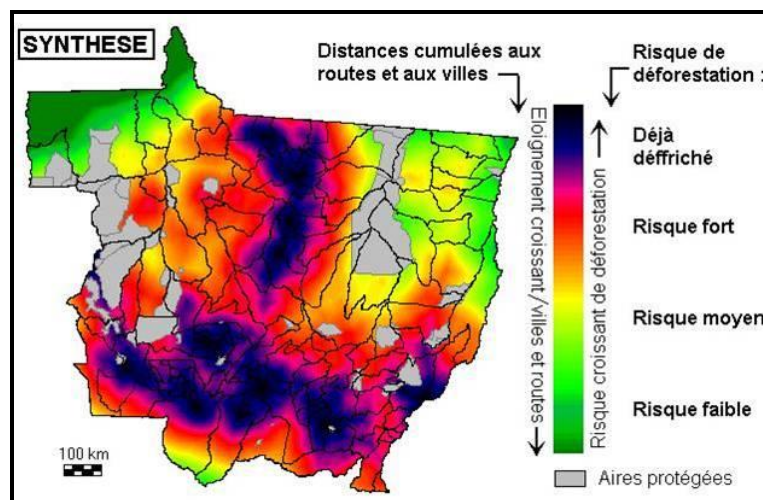 SYNTHESE
Distances cumulées aux
routes et aux villes
Risque de
déforestation :
Eloignement croissant/villes et routes
Risque croissant de déforestation
Déjà
déffriché
Risque fort
Risque moyen
Risque faible
100 km
Aires protégées